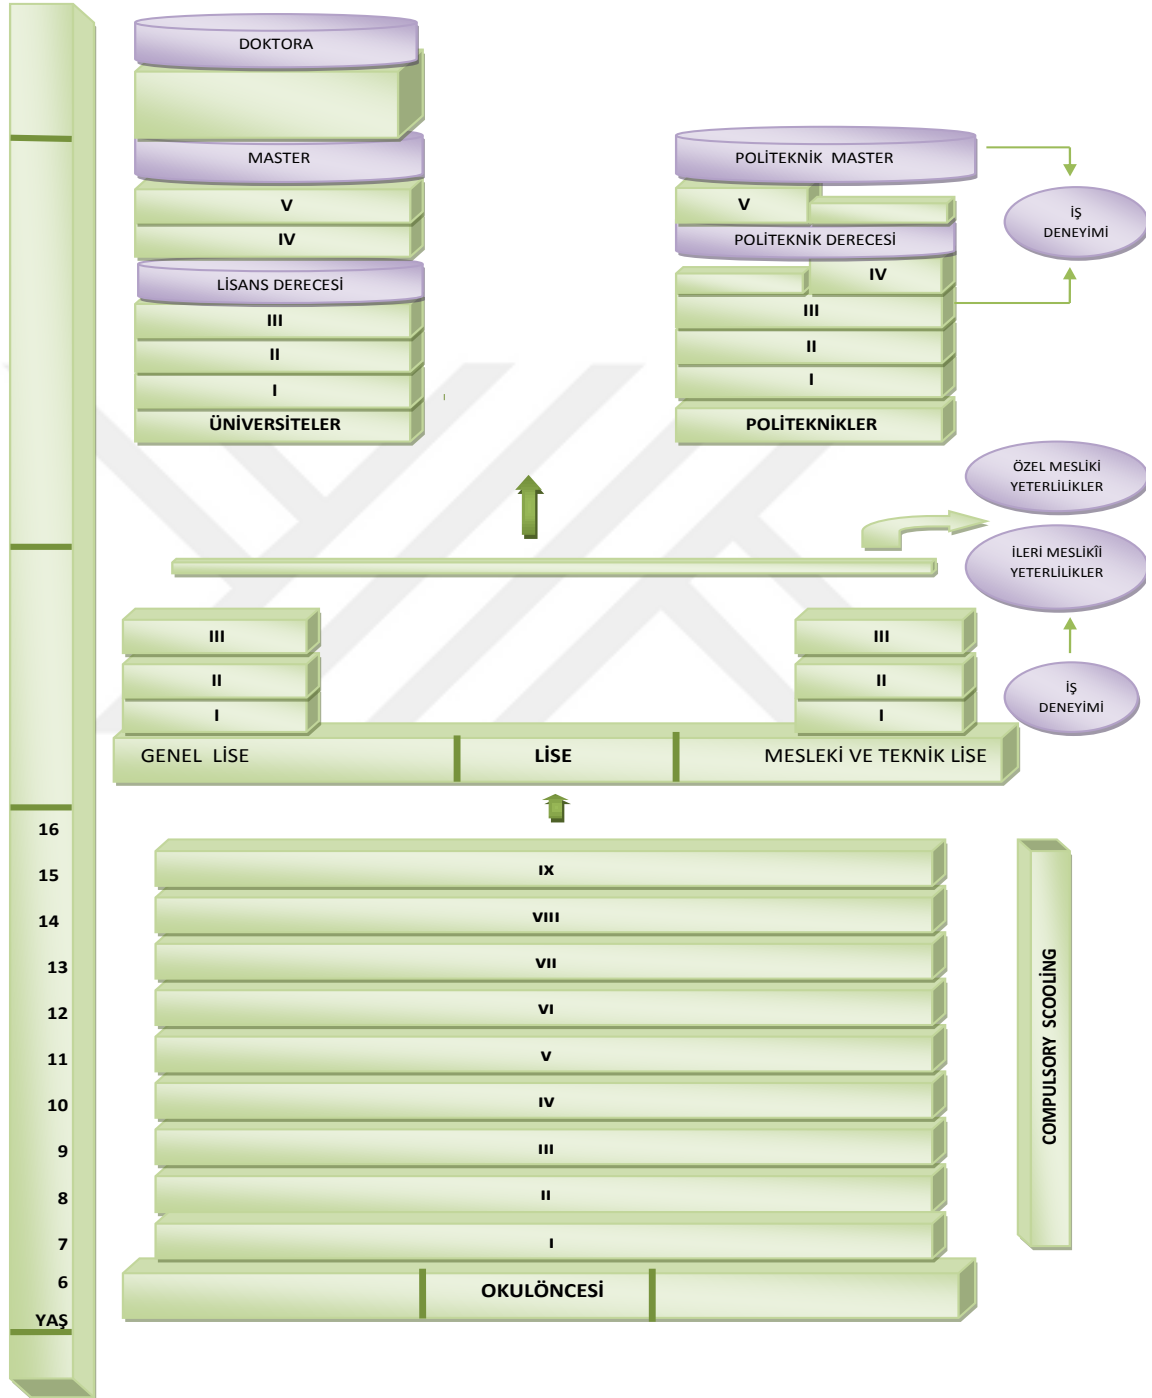 DOKTORA
MASTER
V
IV
LİSANS DERECESİ
III
II
I
ÜNİVERSİTELER
POLİTEKNİK MASTER
V
POLİTEKNİK DERECESİ
IV
III
II
I
POLİTEKNİKLER
İŞ
DENEYİMİ
ÖZEL MESLİKİ
YETERLİLİKLER
İLERİ MESLİKÎİ
YETERLİLİKLER
İŞ
DENEYİMİ
III
II
I
III
II
I
GENEL LİSE
LİSE
MESLEKİ VE TEKNİK LİSE
16
15
14
13
12
11
10
9
8
7
6
YAŞ
IX
VIII
VII
VI
V
IV
III
II
I
OKULÖNCESİ
COMPULSORY SCOOLİNG